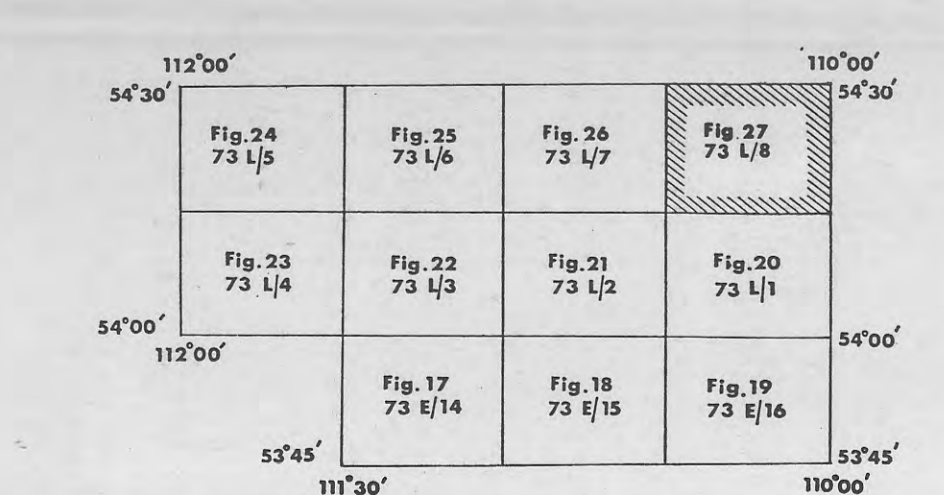 112°00′
110°00′
54°30′
54°30′
Fig.24
73 L/5
Fig.25
73 L/6
Fig.26
73 L/7
Fig.27
73 L/8
Fig.23
73 L/4
Fig.22
73 L/3
Fig.21
73 L/2
Fig.20
73 L/1
54°00′
54°00′
112°00′
Fig.17
73 E/14
Fig.18
73 E/15
Fig.19
73 E/16
53°45′
53°45′
111°30′
110°00′